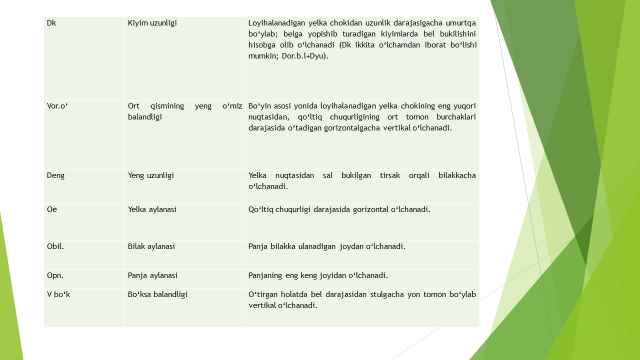 Dk
Kiyim uzunligi
Loyihalanadigan yelka chokidan uzunlik darajasigacha umurtqa
bo‘ylab; belga yopishib turadigan kiyimlarda bel bukilishini
hisobga olib o‘lchanadi (Dk ikkita o‘lchamdan iborat bo‘lishi
mumkin; Dor.b.l+Dyu).
Vor.o‘
Ort qismining yeng o‘miz
balandligi
Bo‘yin asosi yonida loyihalanadigan yelka chokining eng yuqori
nuqtasidan, qo‘ltiq chuqurligining ort tomon burchaklari
darajasida o‘tadigan gorizontalgacha vertikal o‘lchanadi.
Deng
Yeng uzunligi
Yelka nuqtasidan sal bukilgan tirsak orqali bilakkacha
o‘lchanadi.
Oe
Yelka aylanasi
Qo‘ltiq chuqurligi darajasida gorizontal o‘lchanadi.
Obil.
Bilak aylanasi
Panja bilakka ulanadigan joydan o‘lchanadi.
Opn.
Panja aylanasi
Panjaning eng keng joyidan o‘lchanadi.
V bo‘k
Bo‘ksa balandligi
O‘tirgan holatda bel darajasidan stulgacha yon tomon bo‘ylab
vertikal o‘lchanadi.